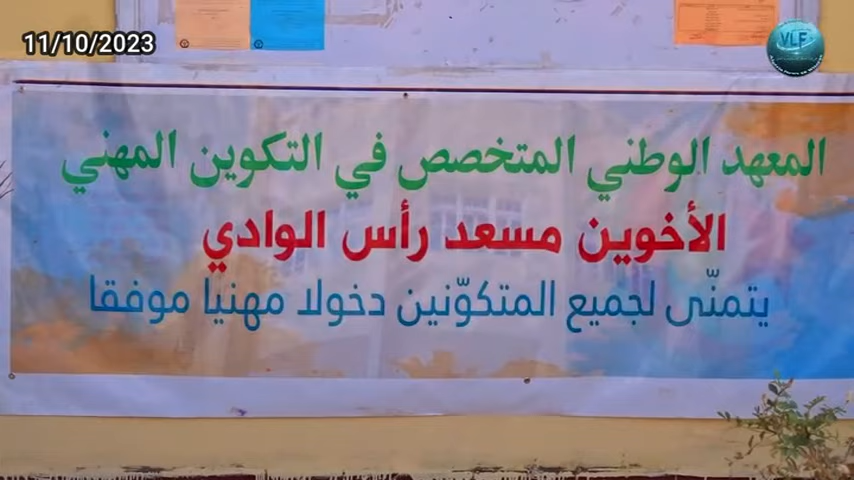 11/10/2023
VLF
المعهد الوطني المتخصص في التكوين المهني
الأخوين مسعد رأس الوادي
يتمنّى لجميع المتكوّنين دخولا مهنيا موفقا